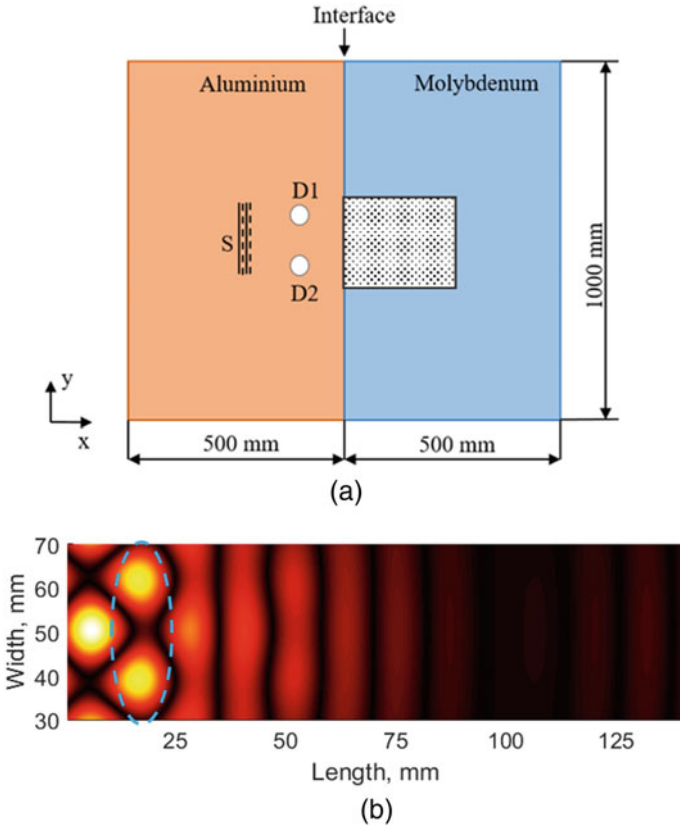 Interface
Aluminium
Molybdenum
D1
S
D2
1000 mm
y
x
500 mm
500 mm
(a)
70
60
50
40
30
Width, mm
25
50
75
100
125
Length, mm
(b)